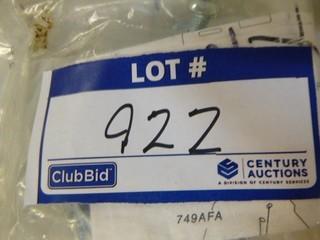 LOT #
922
ClubBid
CENTURY
AUCTIONS
A DIVISION OF CENTURY SERVICES
749AFA